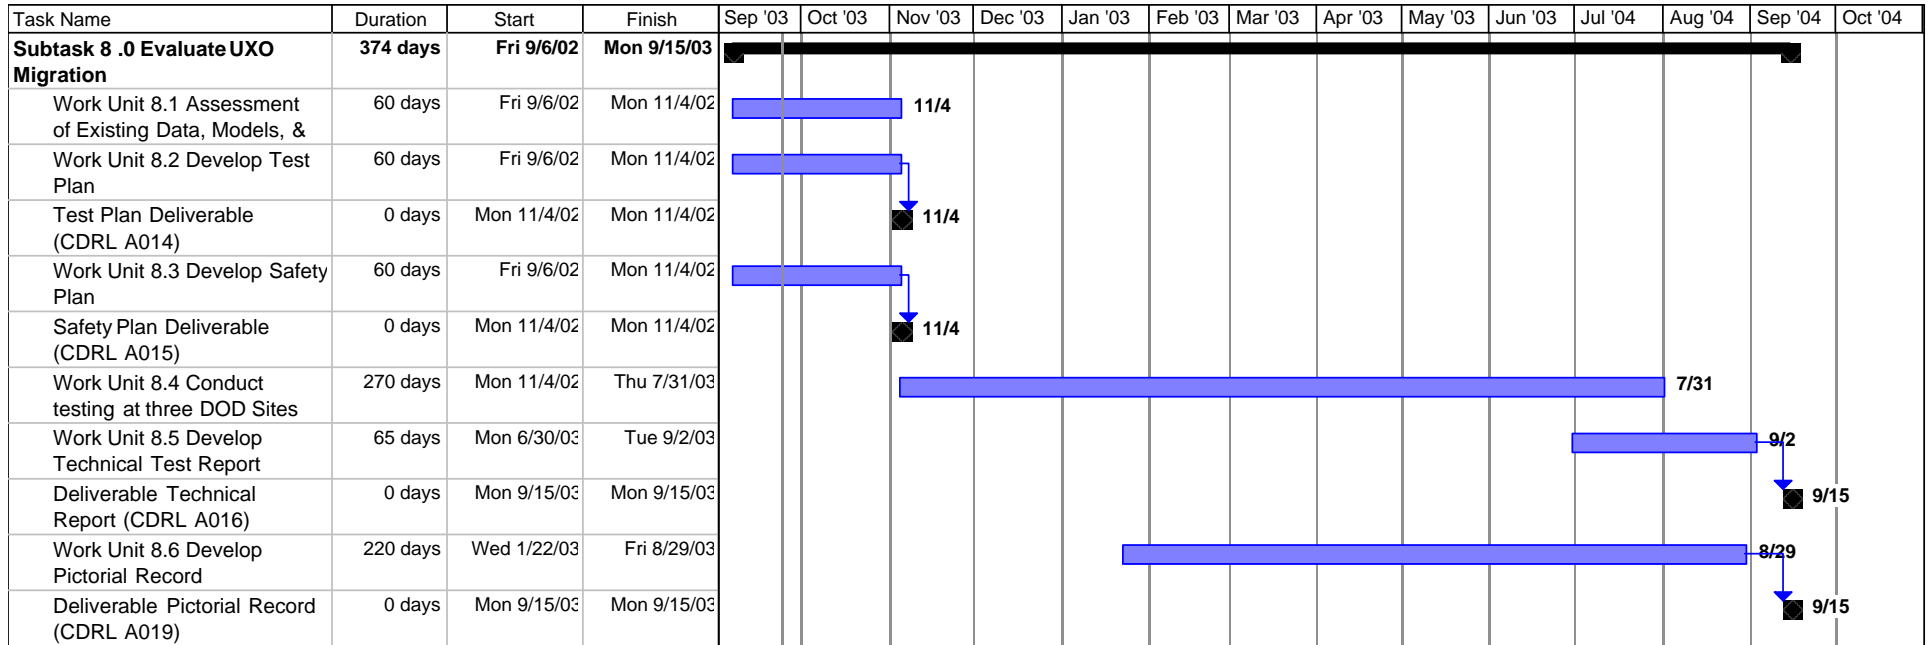 Task Name Duration Start Finish Sep '03 Oct '03 Nov '03 Dec '03 Jan '03 Feb '03 Mar '03 Apr '03 May '03 Jun '03 Jul '04 Aug '04 Sep '04 Oct '04
Subtask 8 .0 Evaluate UXO 374 days Fri 9/6/02 Mon 9/15/03
Migration
Work Unit 8.1 Assessment 60 days Fri 9/6/02 Mon 11/4/02 11/4
of Existing Data, Models, &
Work Unit 8.2 Develop Test 60 days Fri 9/6/02 Mon 11/4/02
Plan
Test Plan Deliverable 0 days Mon 11/4/02 Mon 11/4/02 11/4
(CDRL A014)
Work Unit 8.3 Develop Safety 60 days Fri 9/6/02 Mon 11/4/02
Plan
Safety Plan Deliverable 0 days Mon 11/4/02 Mon 11/4/02 11/4
(CDRL A015)
Work Unit 8.4 Conduct 270 days Mon 11/4/02 Thu 7/31/03 7/31
testing at three DOD Sites
Work Unit 8.5 Develop 65 days Mon 6/30/03 Tue 9/2/03 9/2
Technical Test Report
Deliverable Technical 0 days Mon 9/15/03 Mon 9/15/03 9/15
Report (CDRL A016)
Work Unit 8.6 Develop 220 days Wed 1/22/03 Fri 8/29/03 8/29
Pictorial Record
Deliverable Pictorial Record 0 days Mon 9/15/03 Mon 9/15/03 9/15
(CDRL A019)